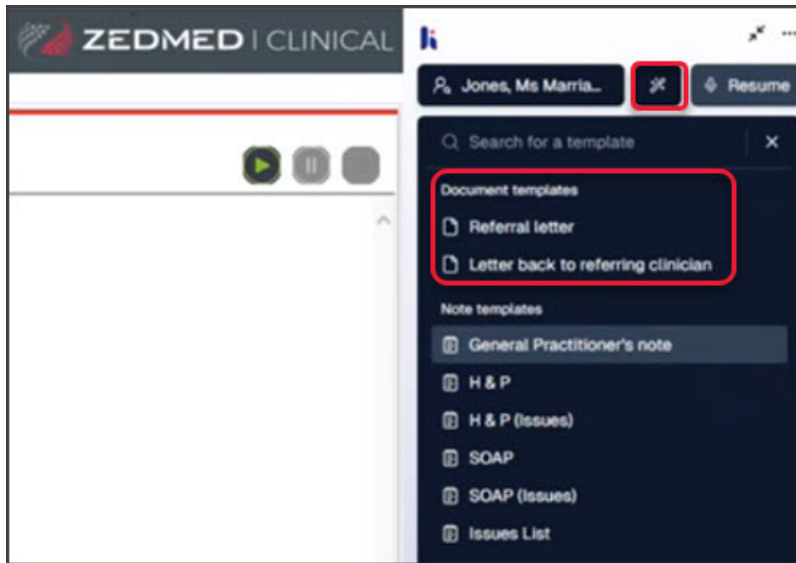 ZEDMED | CLINICAL
Jones, Ms Marria...
Resume
Search for a template
Document templates
Referral letter
Letter back to referring clinician
Note templates
General Practitioner's note
H & P
H & P (Issues)
SOAP
SOAP (Issues)
Issues List